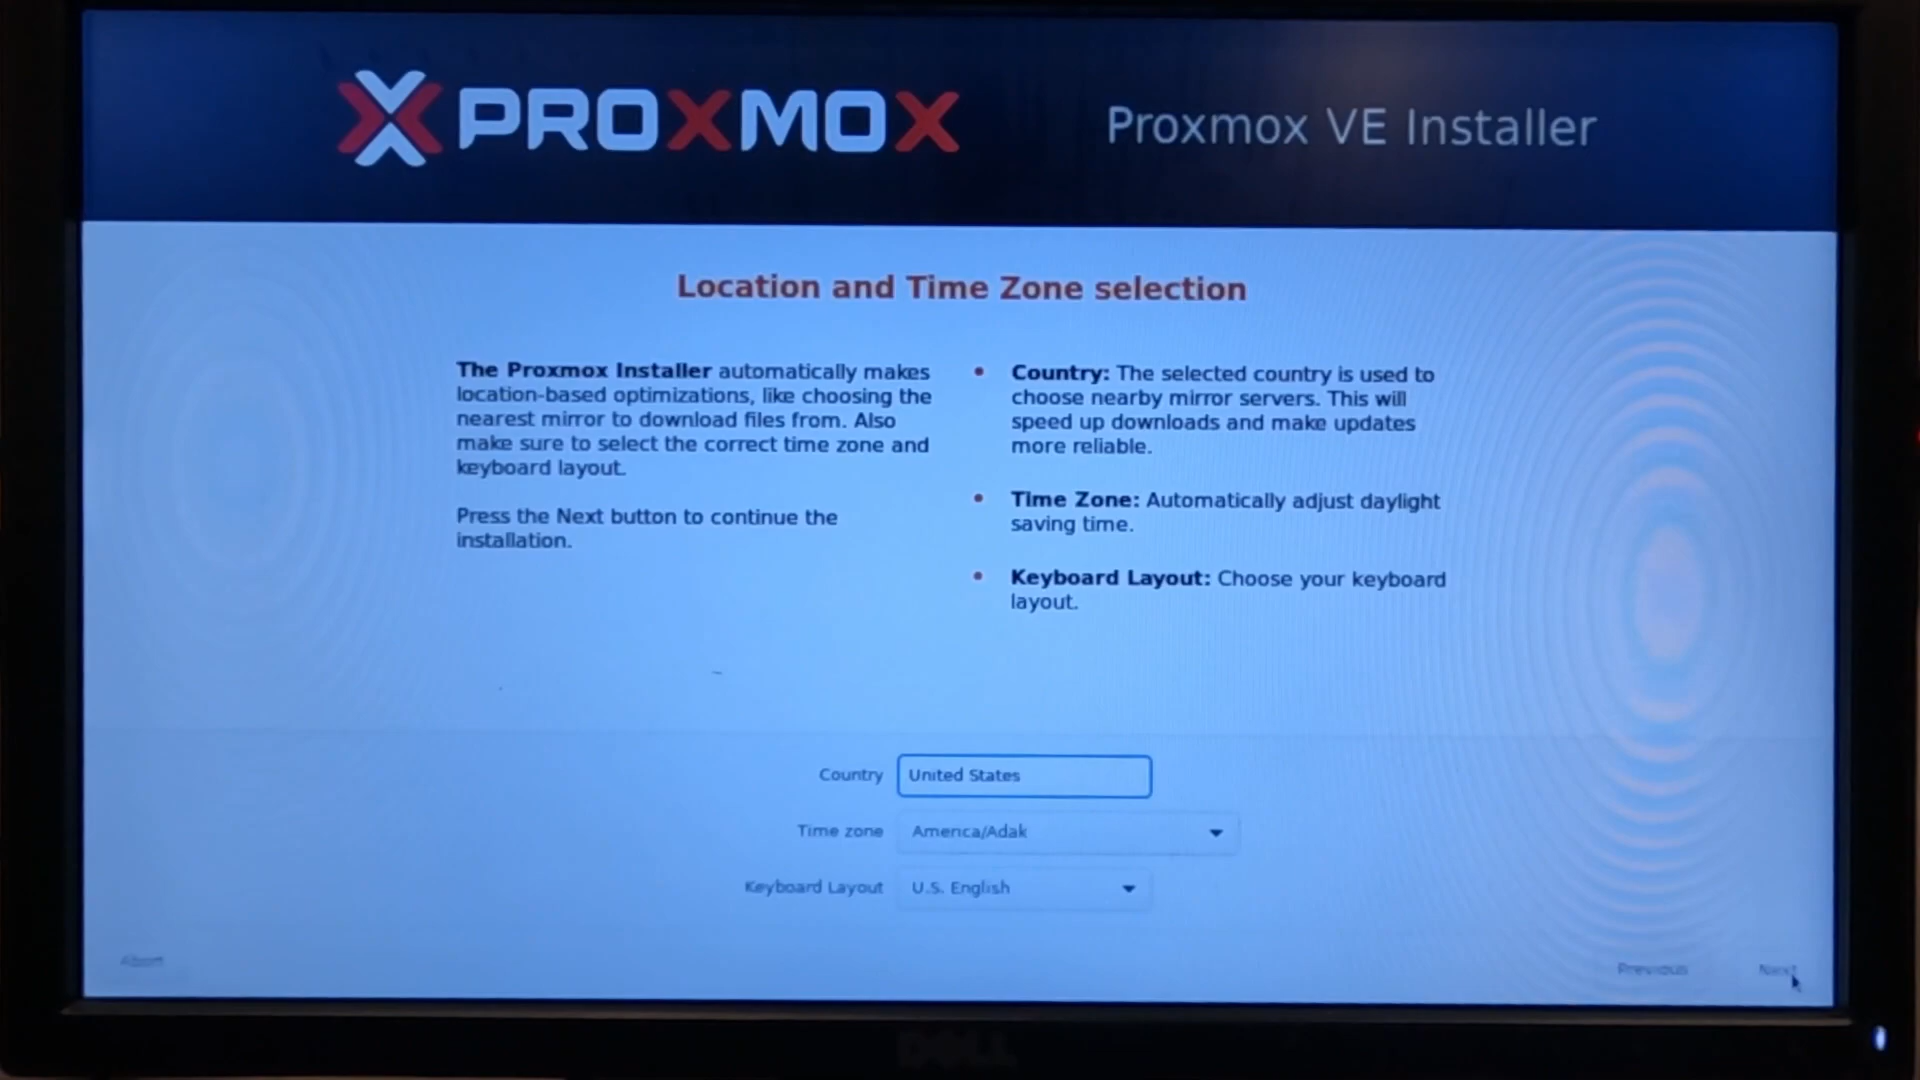 PROXMOX
Proxmox VE Installer
Location and Time Zone selection
The Proxmox Installer automatically makes
location-based optimizations, like choosing the
nearest mirror to download files from. Also
make sure to select the correct time zone and
keyboard layout.
Press the Next button to continue the
installation.
• Country: The selected country is used to
choose nearby mirror servers. This will
speed up downloads and make updates
more reliable.
• Time Zone: Automatically adjust daylight
saving time.
• Keyboard Layout: Choose your keyboard
layout.
Country United States
Time zone America/Adak
Keyboard Layout U.S. English
Abort
Previous
Next
DELL